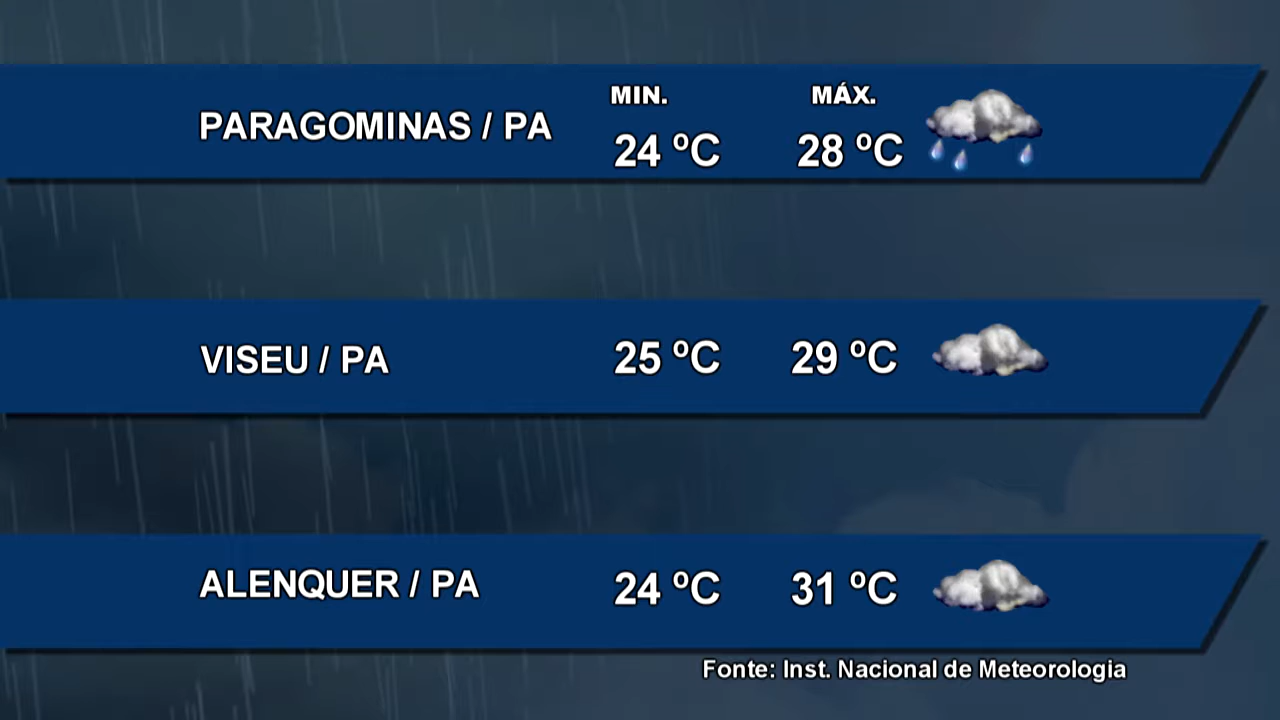 MIN. MÁX.
PARAGOMINAS / PA 24 ºC 28 ºC
VISEU / PA 25 ºC 29 ºC
ALENQUER / PA 24 ºC 31 ºC
Fonte: Inst. Nacional de Meteorologia